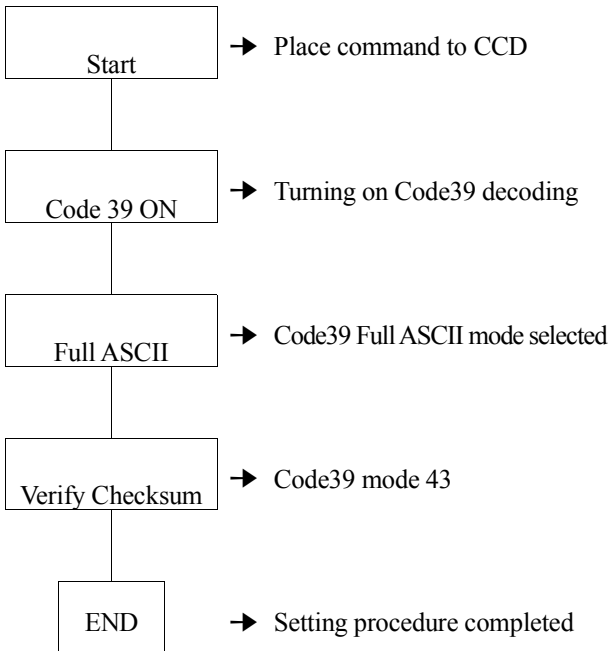 Start
Place command to CCD
Code 39 ON
Turning on Code39 decoding
Full ASCII
Code39 Full ASCII mode selected
Verify Checksum
Code39 mode 43
END
Setting procedure completed